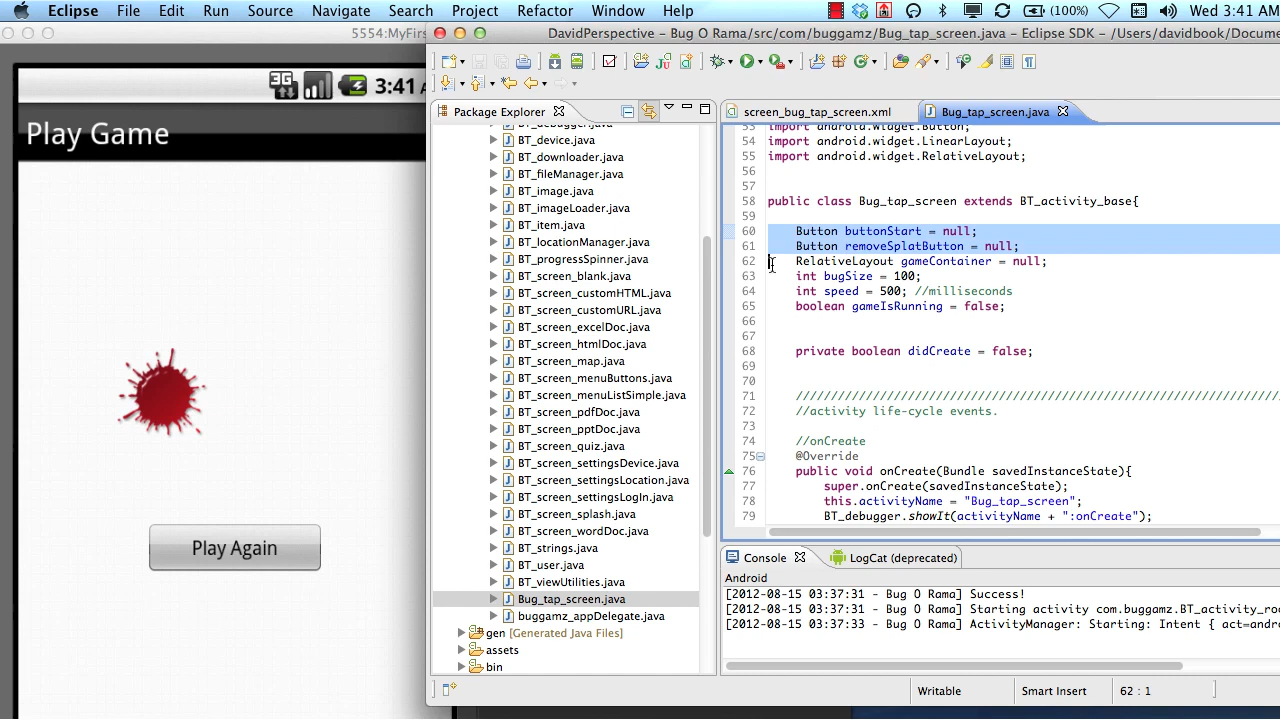 Eclipse File Edit Run Source Navigate Search Project Refactor Window Help (100%) Wed 3:41 AM
5554:MyFirs
DavidPerspective – Bug O Rama/src/com/buggamz/Bug_tap_screen.java – Eclipse SDK – /Users/davidbook/Docume
3G 3:41
Play Game
Play Again
Package Explorer
BT_debugger.java
BT_device.java
BT_downloader.java
BT_fileManager.java
BT_image.java
BT_imageLoader.java
BT_item.java
BT_locationManager.java
BT_progressSpinner.java
BT_screen_blank.java
BT_screen_customHTML.java
BT_screen_customURL.java
BT_screen_excelDoc.java
BT_screen_htmlDoc.java
BT_screen_map.java
BT_screen_menuButtons.java
BT_screen_menuListSimple.java
BT_screen_pdfDoc.java
BT_screen_pptDoc.java
BT_screen_quiz.java
BT_screen_settingsDevice.java
BT_screen_settingsLocation.java
BT_screen_settingsLogIn.java
BT_screen_splash.java
BT_screen_wordDoc.java
BT_strings.java
BT_user.java
BT_viewUtilities.java
Bug_tap_screen.java
buggamz_appDelegate.java
gen [Generated Java Files]
assets
bin
screen_bug_tap_screen.xml Bug_tap_screen.java
53 import android.widget.Button;
54 import android.widget.LinearLayout;
55 import android.widget.RelativeLayout;
56
57
58 public class Bug_tap_screen extends BT_activity_base{
59
60 Button buttonStart = null;
61 Button removeSplatButton = null;
62 RelativeLayout gameContainer = null;
63 int bugSize = 100;
64 int speed = 500; //milliseconds
65 boolean gameIsRunning = false;
66
67
68 private boolean didCreate = false;
69
70
71 //////////////////////////////////////////////////////////////////////
72 //activity life-cycle events.
73
74 //onCreate
75 @Override
76 public void onCreate(Bundle savedInstanceState){
77 super.onCreate(savedInstanceState);
78 this.activityName = "Bug_tap_screen";
79 BT_debugger.showIt(activityName + ":onCreate");
Console LogCat (deprecated)
Android
[2012-08-15 03:37:31 - Bug O Rama] Success!
[2012-08-15 03:37:31 - Bug O Rama] Starting activity com.buggamz.BT_activity_ro
[2012-08-15 03:37:33 - Bug O Rama] ActivityManager: Starting: Intent { act=andro
Writable Smart Insert 62 : 1